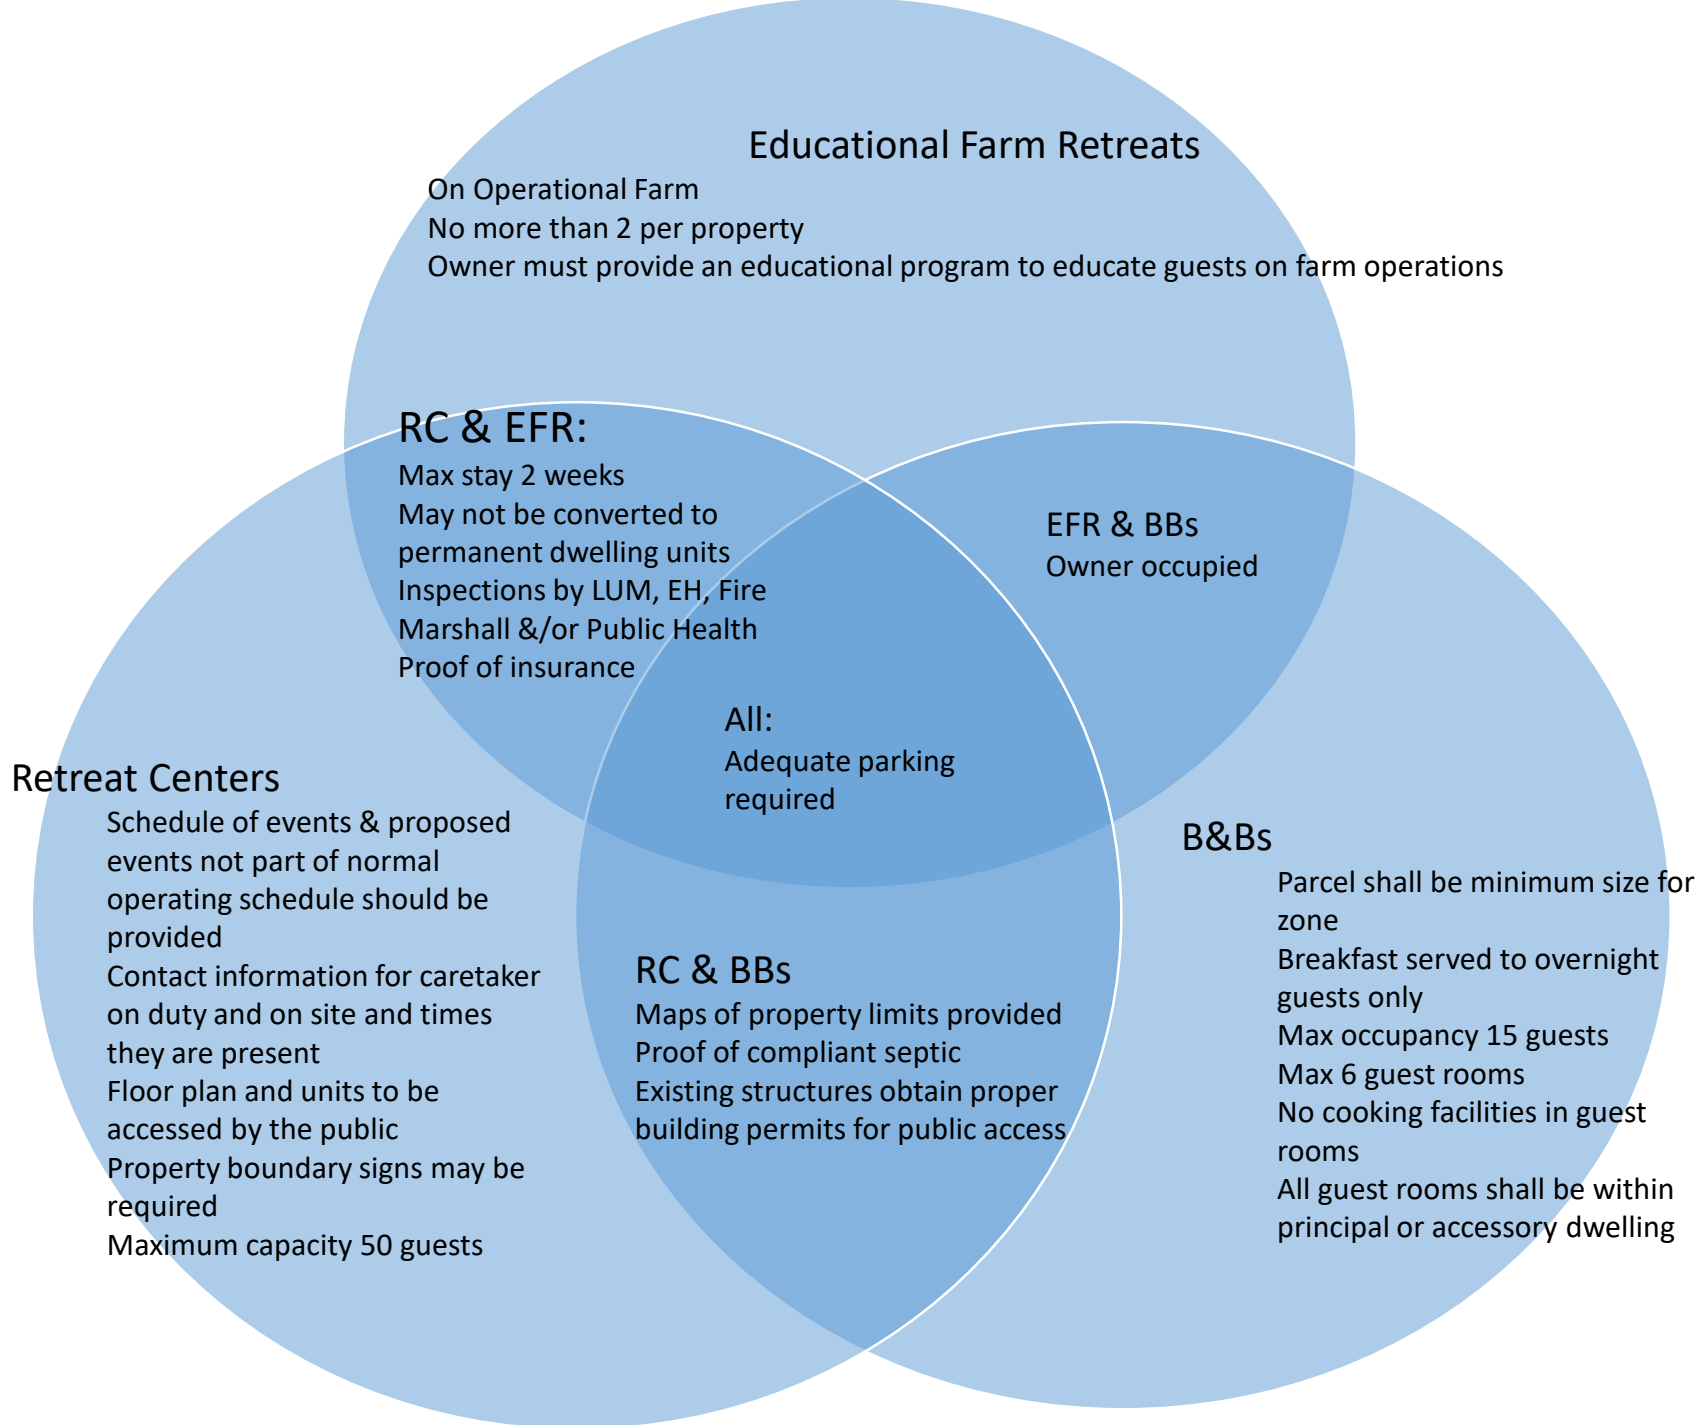 Educational Farm Retreats
On Operational Farm
No more than 2 per property
Owner must provide an educational program to educate guests on farm operations
RC & EFR:
Max stay 2 weeks
May not be converted to
permanent dwelling units
Inspections by LUM, EH, Fire
Marshall &/or Public Health
Proof of insurance
EFR & BBs
Owner occupied
All:
Adequate parking
required
Retreat Centers
Schedule of events & proposed
events not part of normal
operating schedule should be
provided
Contact information for caretaker
on duty and on site and times
they are present
Floor plan and units to be
accessed by the public
Property boundary signs may be
required
Maximum capacity 50 guests
RC & BBs
Maps of property limits provided
Proof of compliant septic
Existing structures obtain proper
building permits for public access
B&Bs
Parcel shall be minimum size for
zone
Breakfast served to overnight
guests only
Max occupancy 15 guests
Max 6 guest rooms
No cooking facilities in guest
rooms
All guest rooms shall be within
principal or accessory dwelling